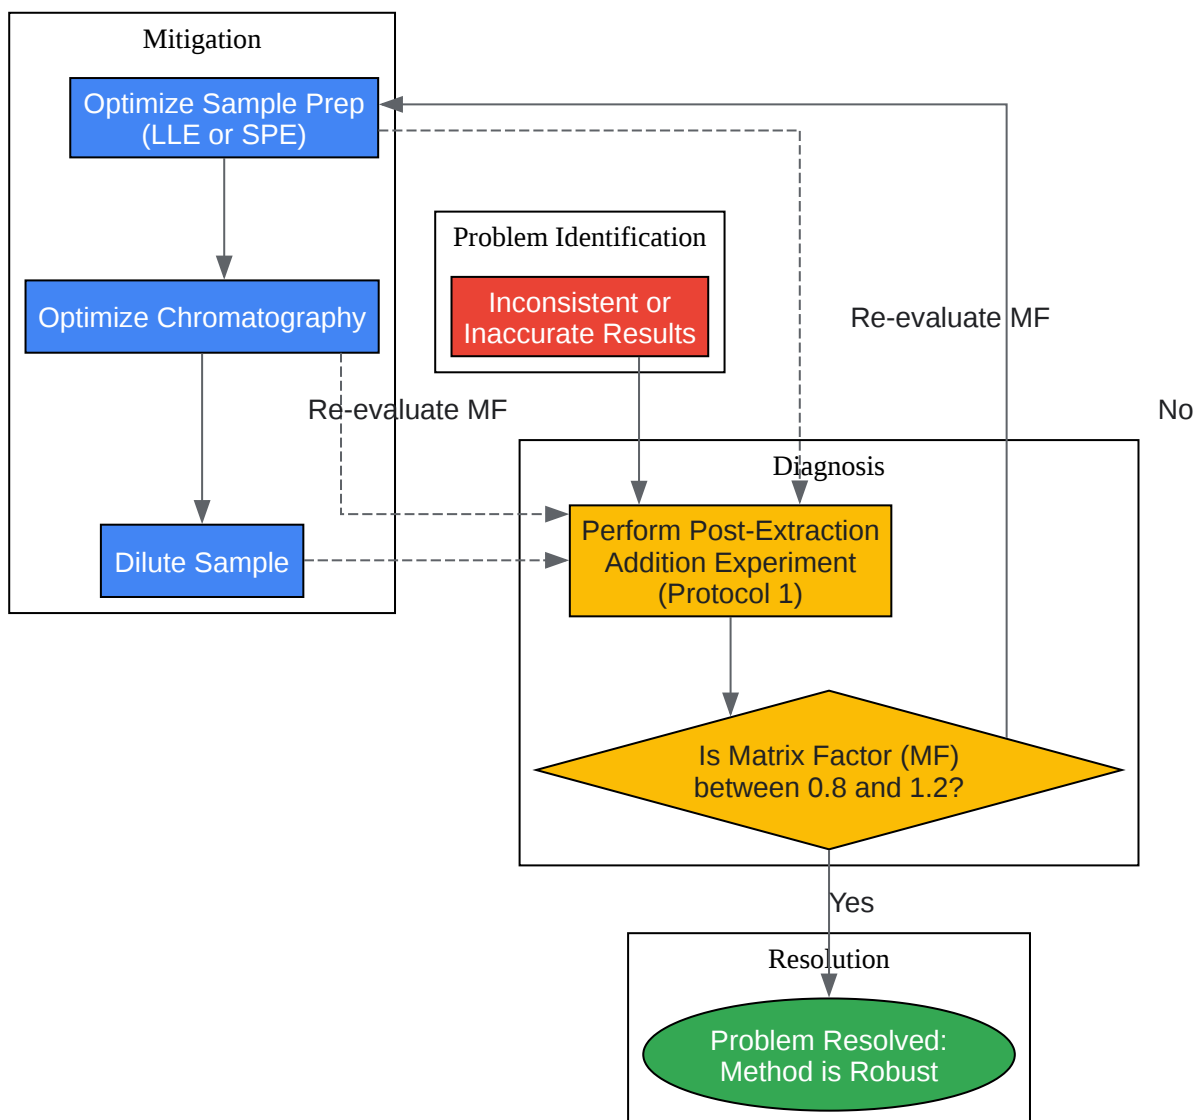 Mitigation
Optimize Sample Prep
(LLE or SPE)
Problem Identification
Inconsistent or
Inaccurate Results
Optimize Chromatography
Re-evaluate MF
Re-evaluate MF
No
Diagnosis
Perform Post-Extraction
Addition Experiment
(Protocol 1)
Dilute Sample
Is Matrix Factor (MF)
between 0.8 and 1.2?
Yes
Resolution
Problem Resolved:
Method is Robust